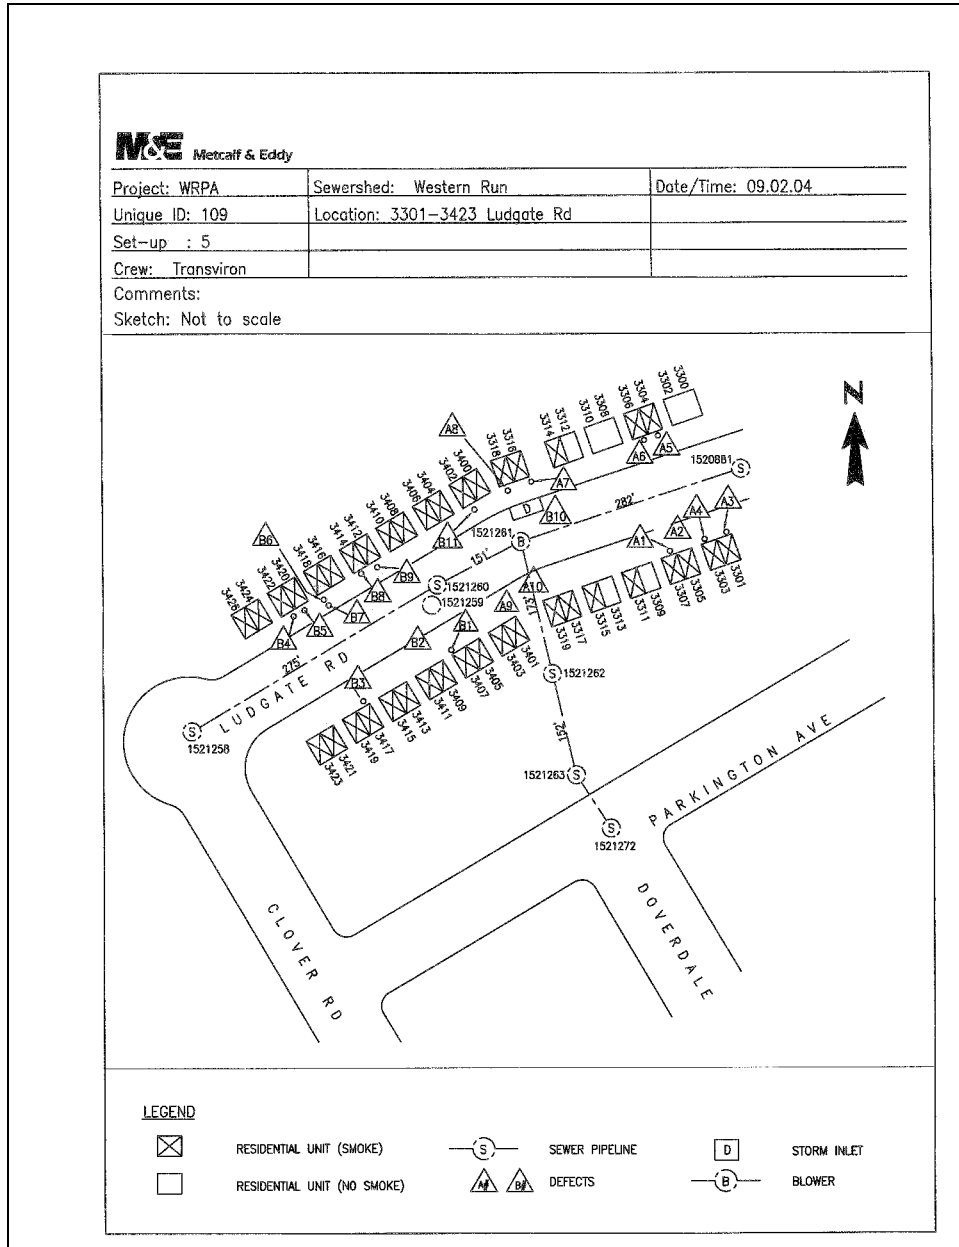 M&E Metcalf & Eddy
Project: WRPA
Sewershed: Western Run
Date/Time: 09.02.04
Unique ID: 109
Location: 3301-3423 Ludgate Rd
Set-up : 5
Crew: Transviron
Comments:
Sketch: Not to scale
N
3300
3302
3304
3306
3308
3310
3312
3314
3316
3318
3400
3402
3404
3406
3408
3410
3412
3414
3416
3418
3420
3422
3424
3426
A8
A6
A5
A7
D
B10
282'
1520881
S
A3
A4
A2
A1
1521261
B
B11
151'
B6
B9
B8
B7
B5
B4
S
1521260
1521259
A10
A9
123'
B1
B2
B3
275'
LUDGATE RD
S
1521258
3301
3303
3305
3307
3309
3311
3313
3315
3317
3319
3401
3403
3405
3407
3409
3411
3413
3415
3417
3419
3421
3423
S
1521262
152'
1521263
S
S
1521272
PARKINGTON AVE
DOVERDALE
CLOVER RD
LEGEND
RESIDENTIAL UNIT (SMOKE)
S
SEWER PIPELINE
D
STORM INLET
RESIDENTIAL UNIT (NO SMOKE)
A# B#
DEFECTS
B
BLOWER